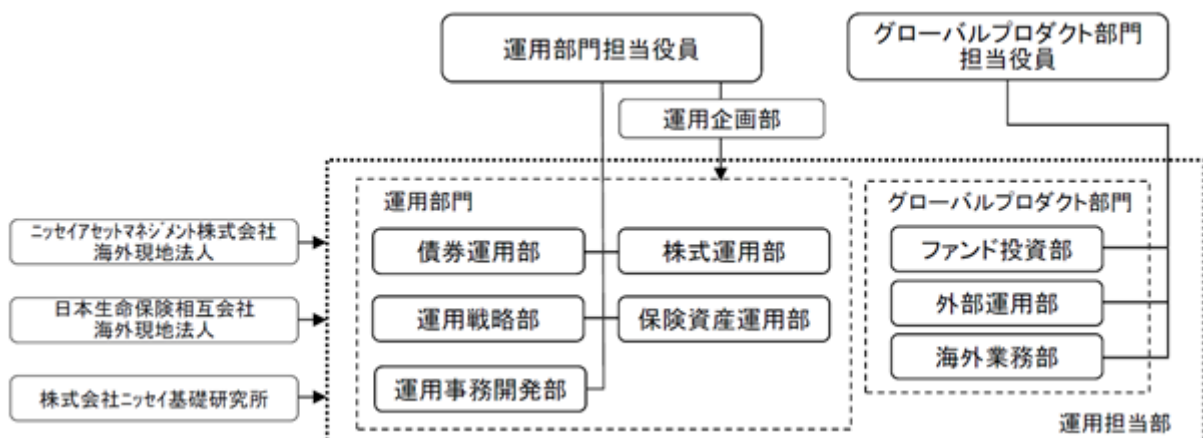 運用部門担当役員
グローバルプロダクト部門
担当役員
運用企画部
運用部門
グローバルプロダクト部門
ニッセイアセットマネジメント株式会社
海外現地法人
債券運用部
株式運用部
ファンド投資部
日本生命保険相互会社
海外現地法人
運用戦略部
保険資産運用部
外部運用部
海外業務部
株式会社ニッセイ基礎研究所
運用事務開発部
運用担当部